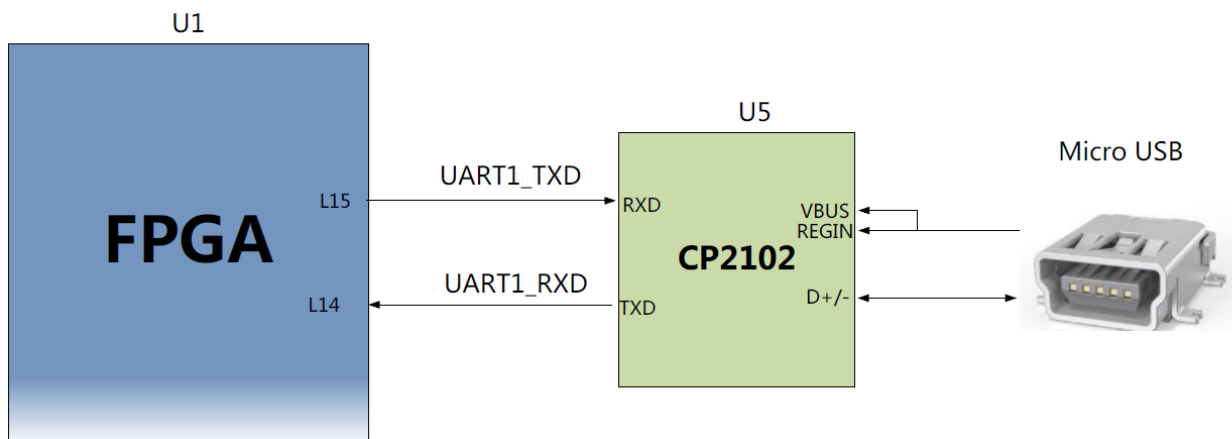 U1
FPGA
L15
L14
UART1_TXD
UART1_RXD
U5
RXD
TXD
CP2102
VBUS
REGIN
D+/-
Micro USB